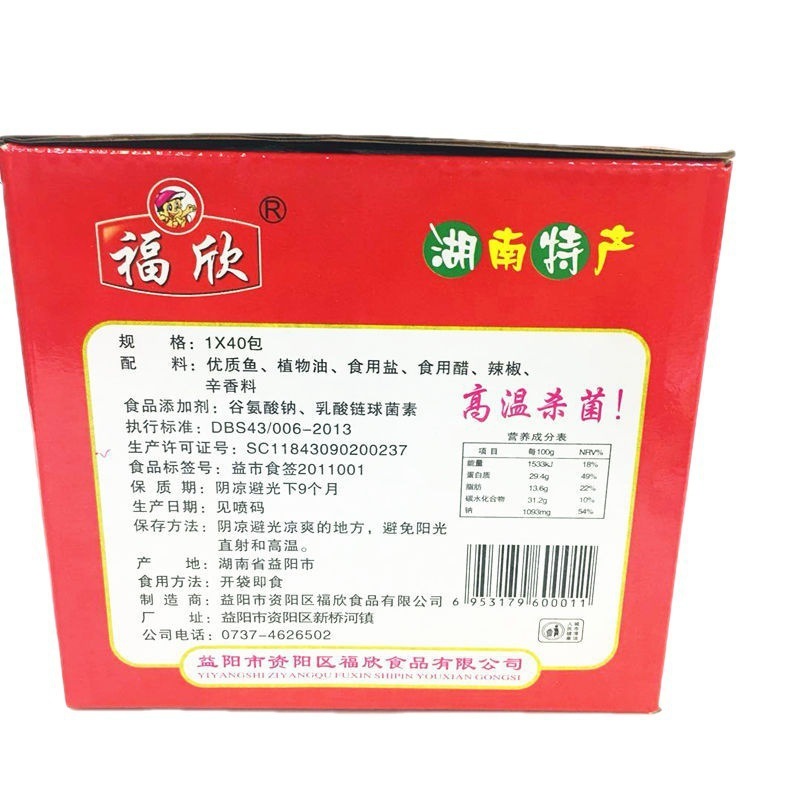 福欣
®
湖南特产
规 格：1X40包
配 料：优质鱼、植物油、食用盐、食用醋、辣椒、
辛香料
食品添加剂：谷氨酸钠、乳酸链球菌素
执行标准：DBS43/006-2013
生产许可证号：SC11843090200237
食品标签号：益市食签2011001
保 质 期：阴凉避光下9个月
生产日期：见喷码
保存方法：阴凉避光凉爽的地方，避免阳光
直射和高温。
产 地：湖南省益阳市
食用方法：开袋即食
制 造 商：益阳市资阳区福欣食品有限公司
厂 址：益阳市资阳区新桥河镇
公司电话：0737-4626502
高温杀菌！
营养成分表
项目 每100g NRV%
能量 1533kJ 18%
蛋白质 29.4g 49%
脂肪 13.6g 22%
碳水化合物 31.2g 10%
钠 1093mg 54%
6 953179 600011
益阳市资阳区福欣食品有限公司
YIYANGSHI ZIYANGQU FUXIN SHIPIN YOUXIAN GONGSI